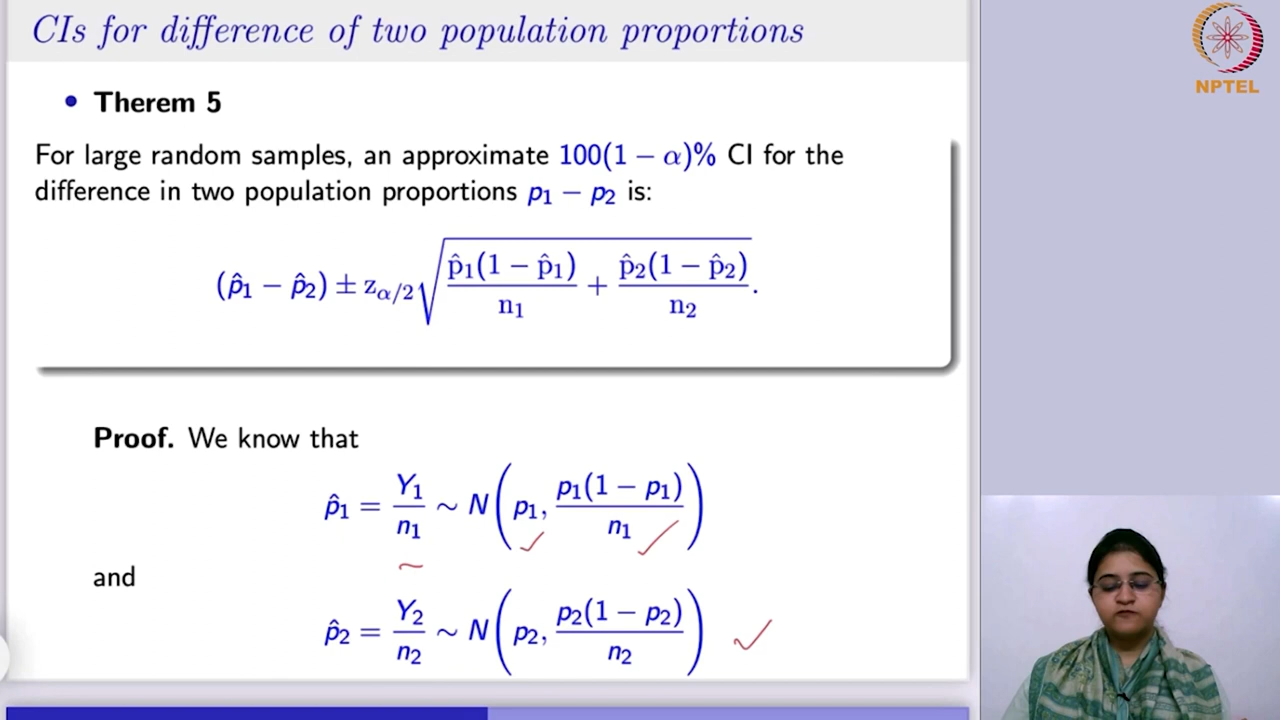 CIs for difference of two population proportions
NPTEL
• Therem 5
For large random samples, an approximate 100(1 − α)% CI for the
difference in two population proportions p₁ − p₂ is:
(p̂₁ − p̂₂) ± z_{α/2} √( p̂₁(1 − p̂₁)/n₁ + p̂₂(1 − p̂₂)/n₂ ).
Proof. We know that
p̂₁ = Y₁/n₁ ∼ N( p₁, p₁(1 − p₁)/n₁ )
and
p̂₂ = Y₂/n₂ ∼ N( p₂, p₂(1 − p₂)/n₂ )